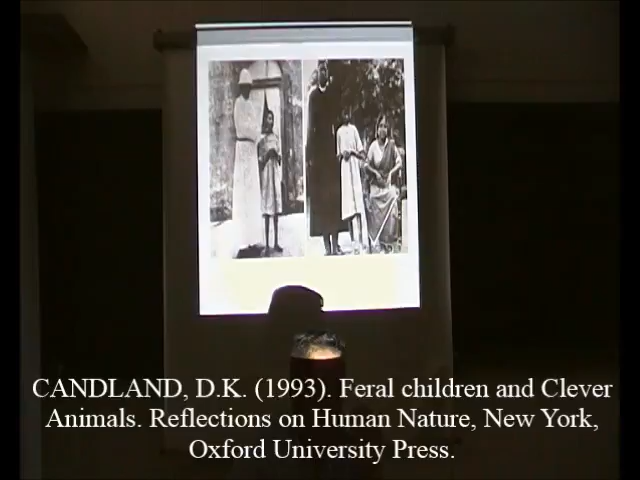 CANDLAND, D.K. (1993). Feral children and Clever
Animals. Reflections on Human Nature, New York,
Oxford University Press.